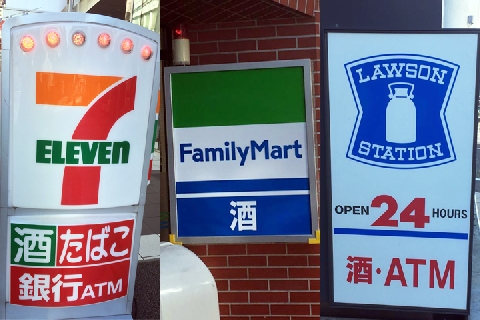 7
ELEVEN
酒たばこ
銀行ATM
FamilyMart
酒
LAWSON
STATION
OPEN 24 HOURS
酒・ATM